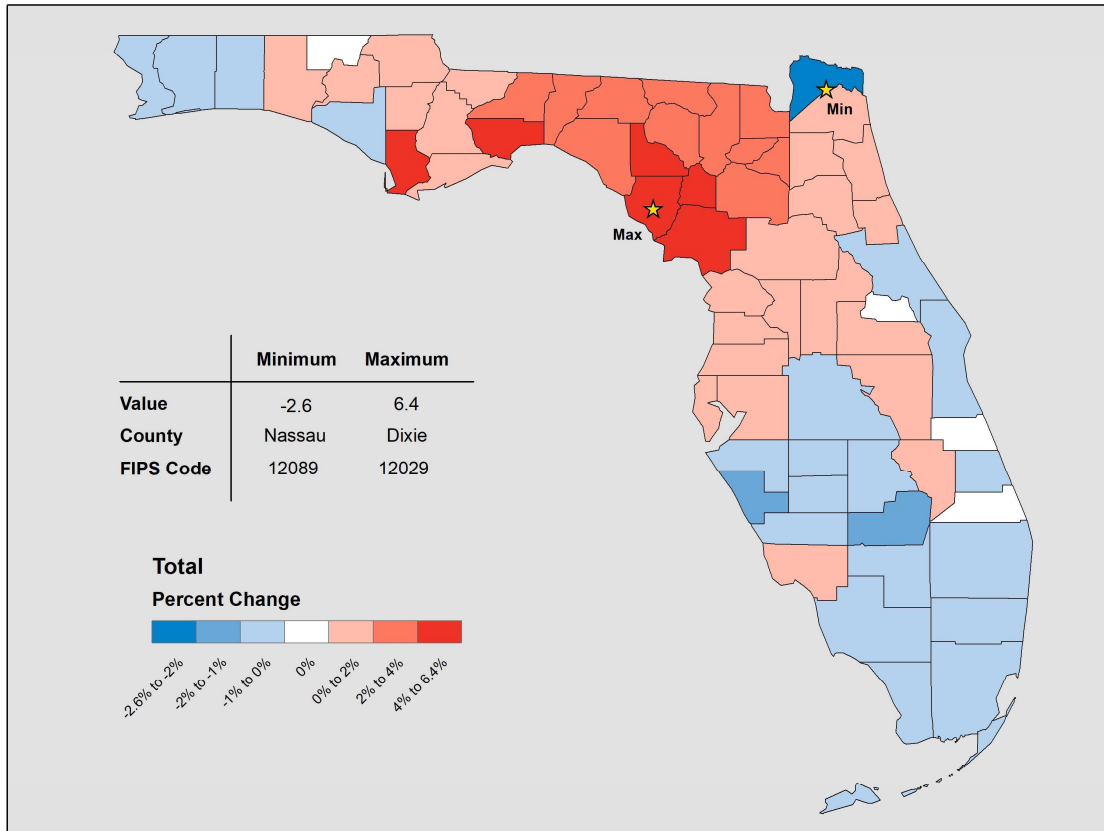 Min
Max
Minimum Maximum
Value -2.6 6.4
County Nassau Dixie
FIPS Code 12089 12029
Total
Percent Change
-2.6% to -2% -2% to -1% -1% to 0% 0% 0% to 2% 2% to 4% 4% to 6.4%